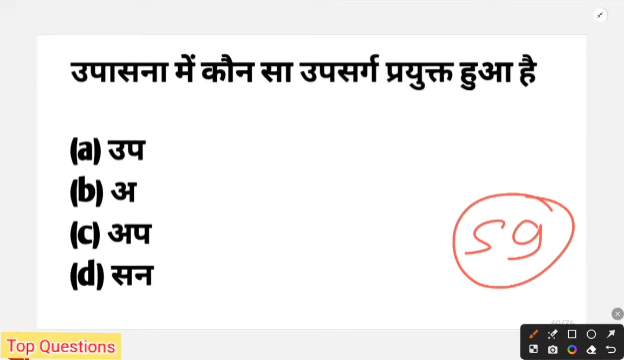 उपासना में कौन सा उपसर्ग प्रयुक्त हुआ है
(a) उप
(b) अ
(c) अप
(d) सन
59
Top Questions